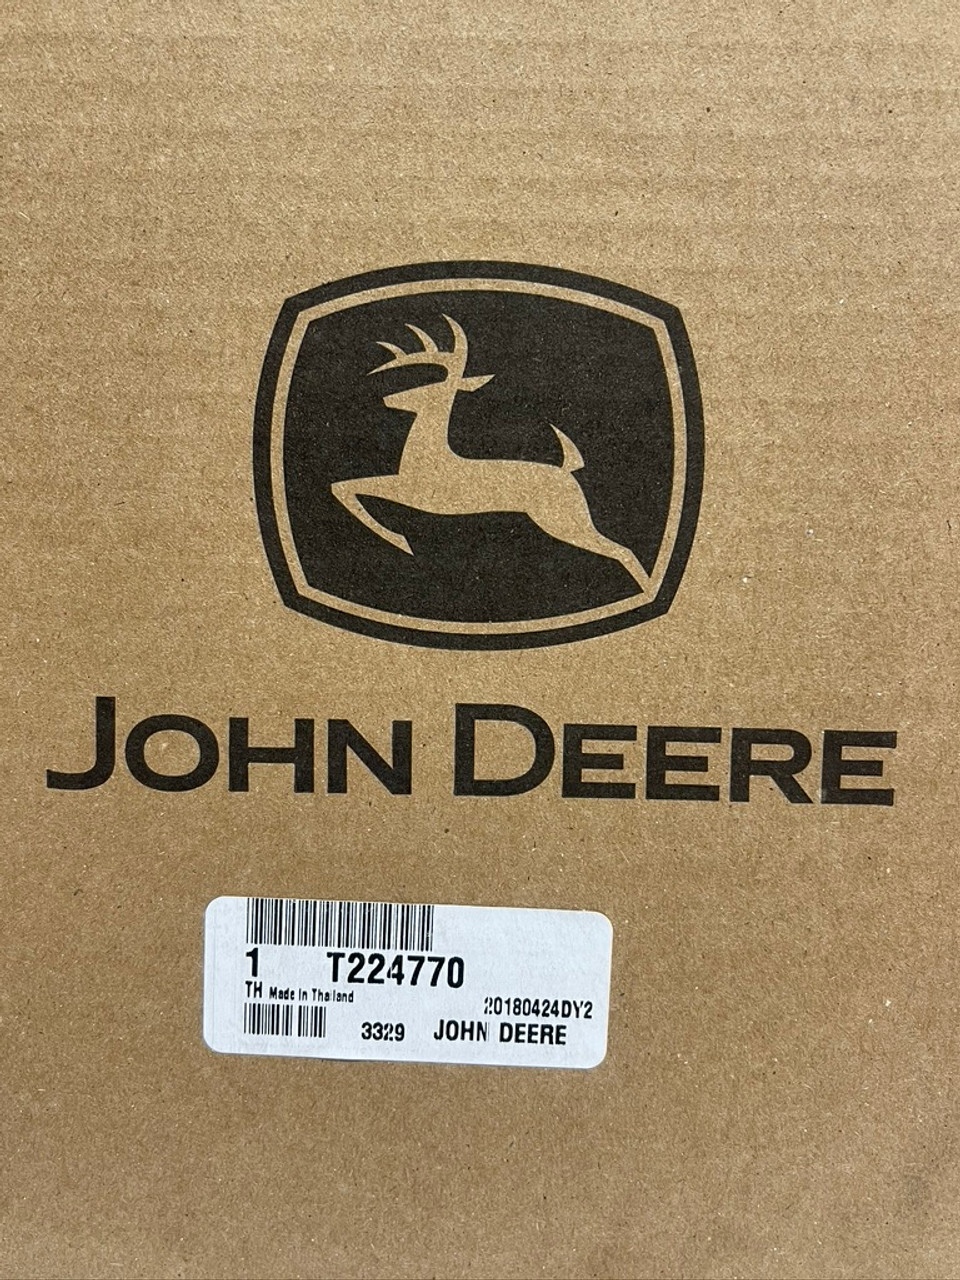 JOHN DEERE
1 T224770
TH Made In Thailand
20180424DY2
3329 JOHN DEERE